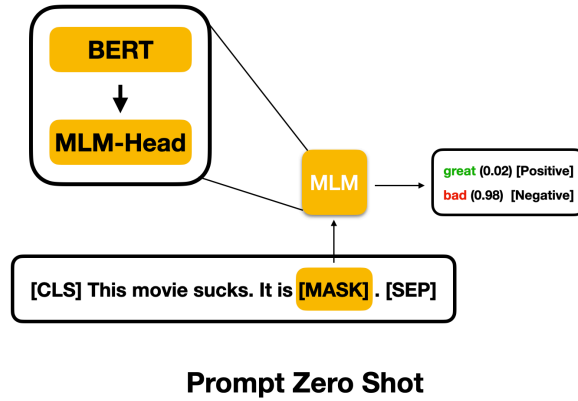 BERT
MLM-Head
MLM
great (0.02) [Positive]
bad (0.98) [Negative]
[CLS] This movie sucks. It is [MASK] . [SEP]
Prompt Zero Shot